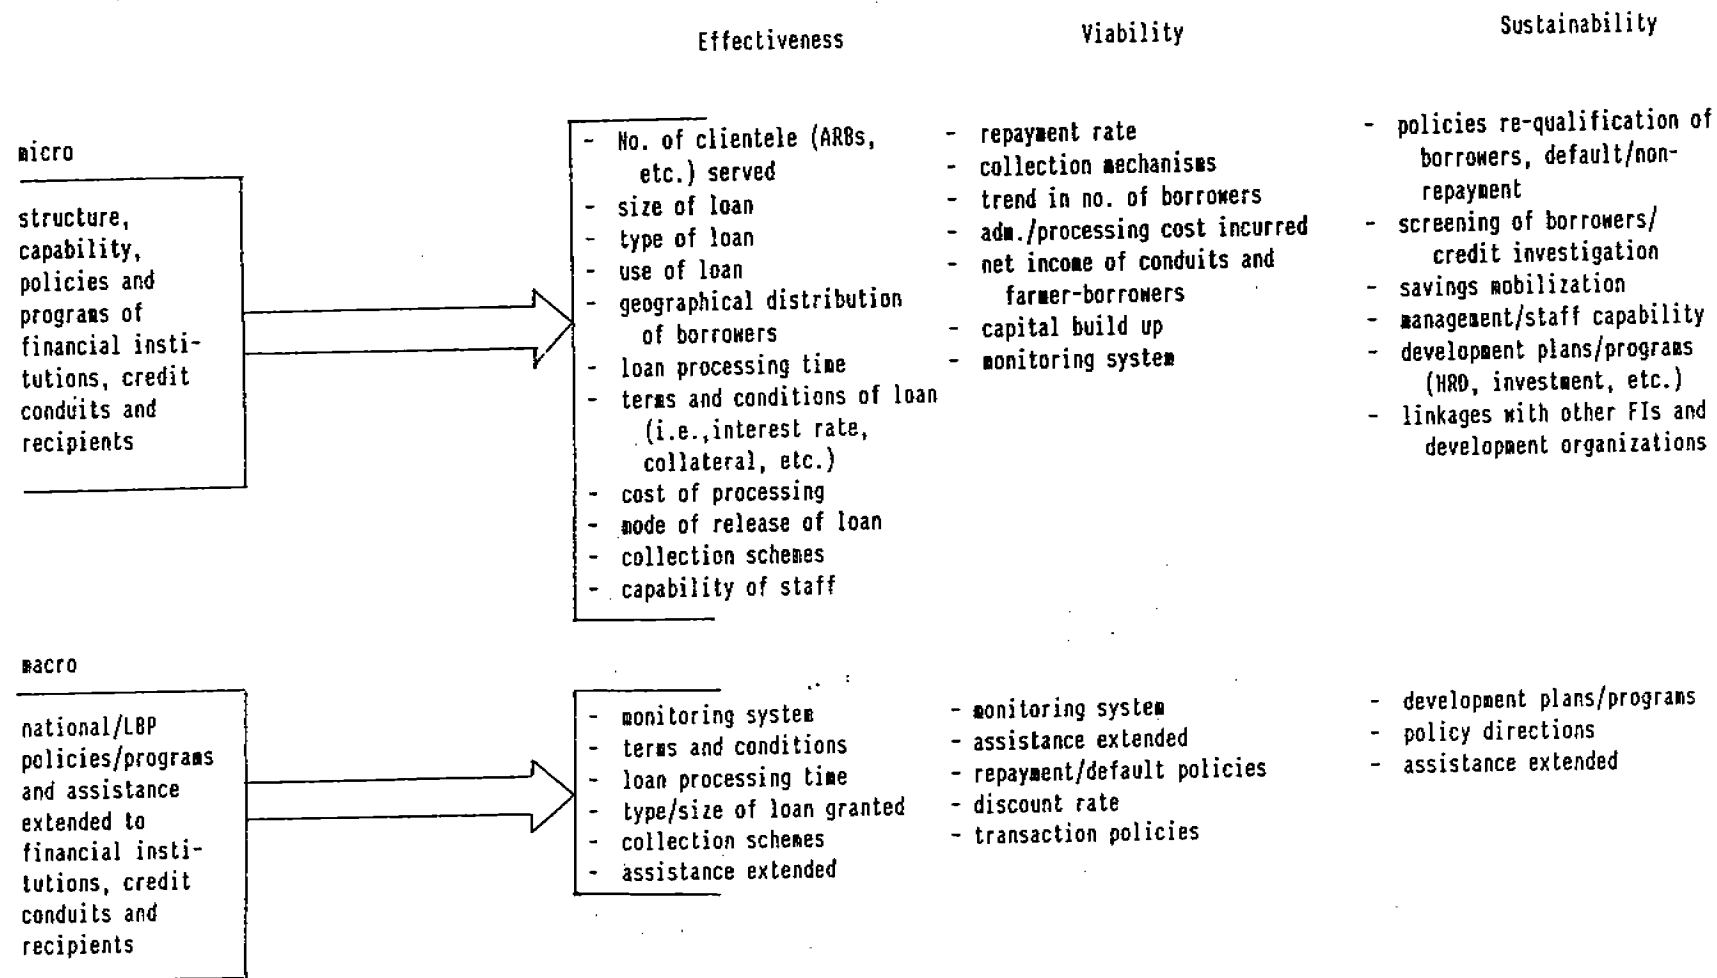 Effectiveness
Viability
Sustainability
micro
structure,
capability,
policies and
programs of
financial insti-
tutions, credit
conduits and
recipients
- No. of clientele (ARBs,
etc.) served
- size of loan
- type of loan
- use of loan
- geographical distribution
of borrowers
- loan processing time
- terms and conditions of loan
(i.e.,interest rate,
collateral, etc.)
- cost of processing
- mode of release of loan
- collection schemes
- capability of staff
- repayment rate
- collection mechanisms
- trend in no. of borrowers
- adm./processing cost incurred
- net income of conduits and
farmer-borrowers
- capital build up
- monitoring system
- policies re-qualification of
borrowers, default/non-
repayment
- screening of borrowers/
credit investigation
- savings mobilization
- management/staff capability
- development plans/programs
(HRD, investment, etc.)
- linkages with other FIs and
development organizations
macro
national/LBP
policies/programs
and assistance
extended to
financial insti-
tutions, credit
conduits and
recipients
- monitoring system
- terms and conditions
- loan processing time
- type/size of loan granted
- collection schemes
- assistance extended
- monitoring system
- assistance extended
- repayment/default policies
- discount rate
- transaction policies
- development plans/programs
- policy directions
- assistance extended